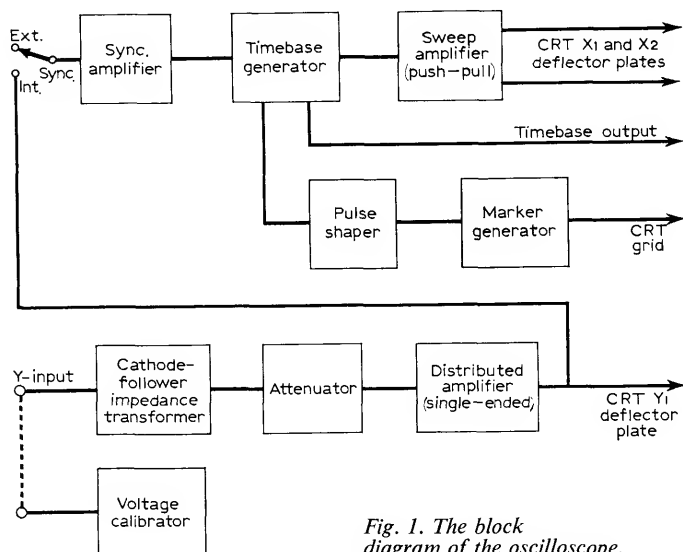 Ext.
Int.
Sync.
Sync.
amplifier
Timebase
generator
Sweep
amplifier
(push-pull)
CRT X1 and X2
deflector plates
Timebase output
Pulse
shaper
Marker
generator
CRT
grid
Y-input
Cathode-
follower
impedance
transformer
Attenuator
Distributed
amplifier
(single-ended)
CRT Y1
deflector
plate
Voltage
calibrator
Fig. 1. The block
diagram of the oscilloscope